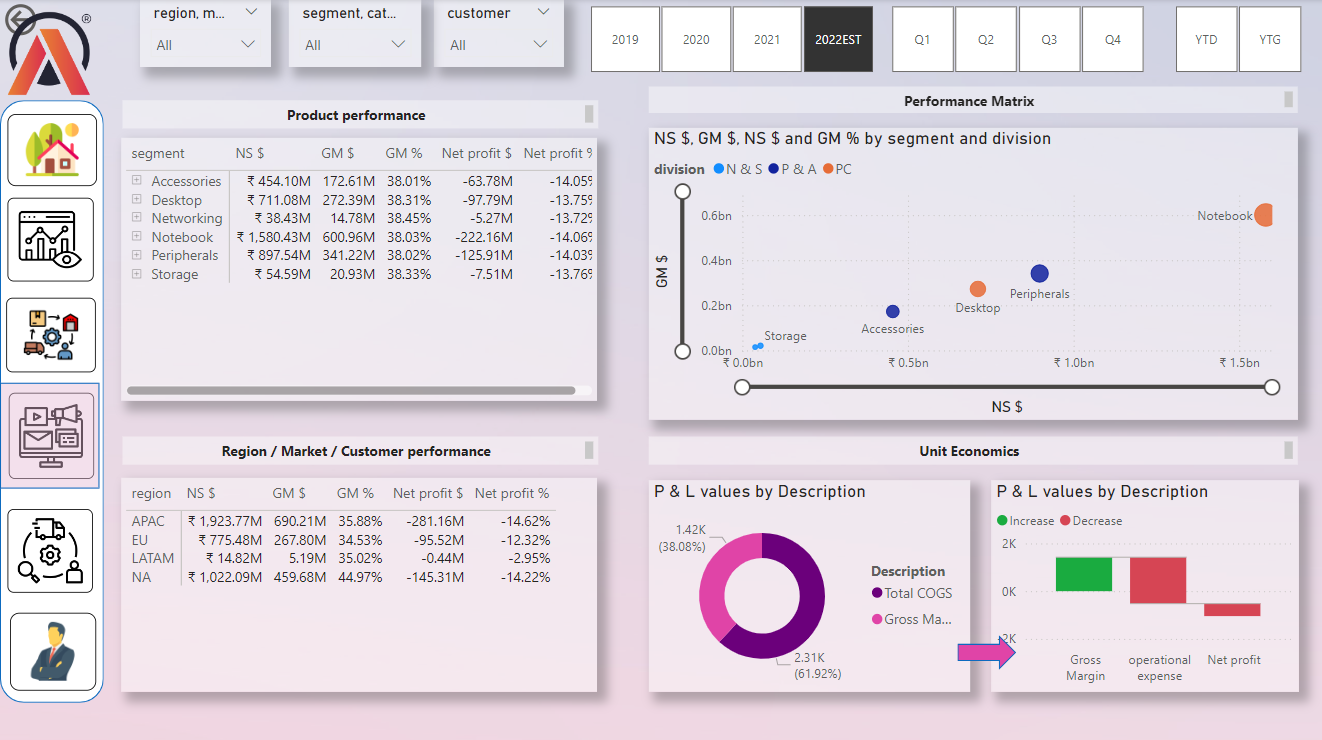 region, m...
segment, cat...
customer
All
All
All
2019
2020
2021
2022EST
Q1
Q2
Q3
Q4
YTD
YTG
®
Product performance
segment NS $ GM $ GM % Net profit $ Net profit %
Accessories ₹ 454.10M 172.61M 38.01% -63.78M -14.05%
Desktop ₹ 711.08M 272.39M 38.31% -97.79M -13.75%
Networking ₹ 38.43M 14.78M 38.45% -5.27M -13.72%
Notebook ₹ 1,580.43M 600.96M 38.03% -222.16M -14.06%
Peripherals ₹ 897.54M 341.22M 38.02% -125.91M -14.03%
Storage ₹ 54.59M 20.93M 38.33% -7.51M -13.76%
Performance Matrix
NS $, GM $, NS $ and GM % by segment and division
division N & S P & A PC
0.6bn
0.4bn
0.2bn
0.0bn
GM $
Notebook
Peripherals
Desktop
Accessories
Storage
₹ 0.0bn ₹ 0.5bn ₹ 1.0bn ₹ 1.5bn
NS $
Region / Market / Customer performance
region NS $ GM $ GM % Net profit $ Net profit %
APAC ₹ 1,923.77M 690.21M 35.88% -281.16M -14.62%
EU ₹ 775.48M 267.80M 34.53% -95.52M -12.32%
LATAM ₹ 14.82M 5.19M 35.02% -0.44M -2.95%
NA ₹ 1,022.09M 459.68M 44.97% -145.31M -14.22%
Unit Economics
P & L values by Description
1.42K
(38.08%)
2.31K
(61.92%)
Description
Total COGS
Gross Ma...
P & L values by Description
Increase Decrease
2K
0K
-2K
Gross
Margin
operational
expense
Net profit